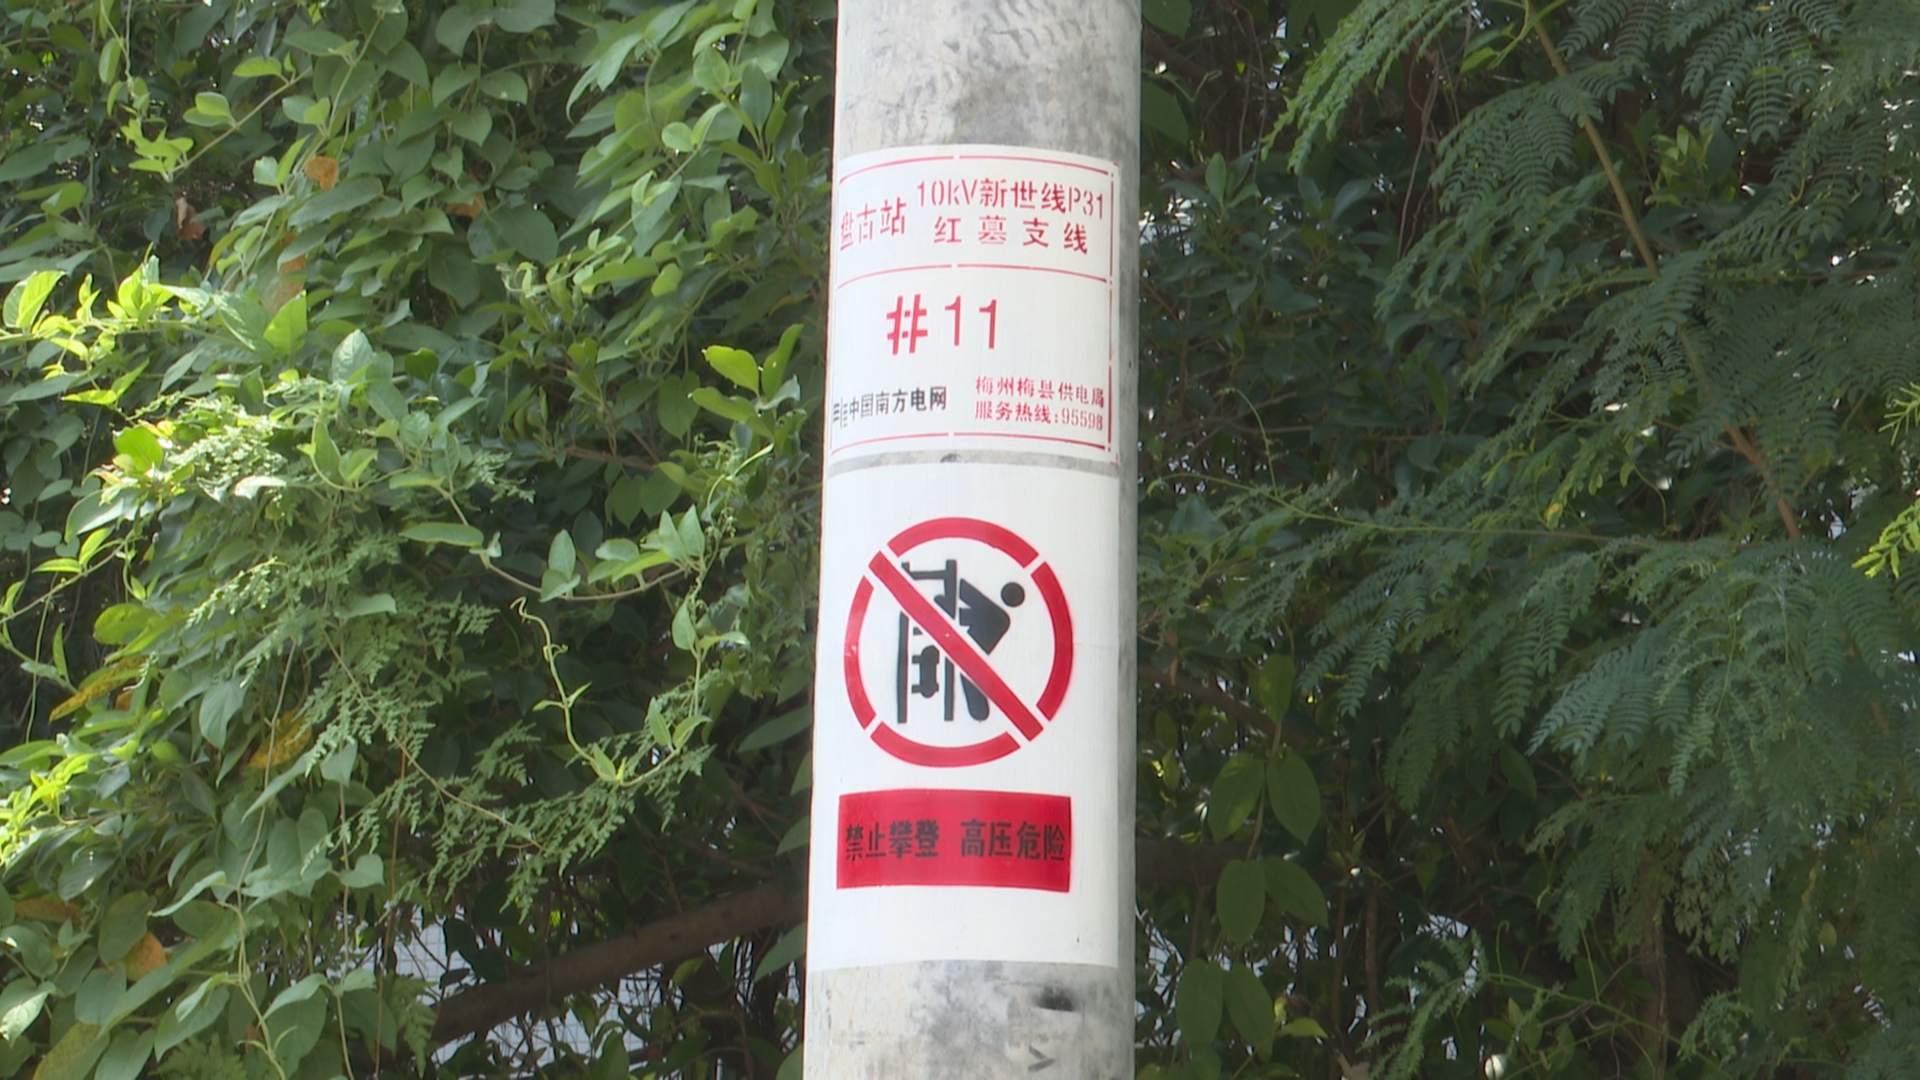 盘古站 10kV新世线P31
红墓支线
#11
中国南方电网
梅州梅县供电局
服务热线:95598
禁止攀登 高压危险